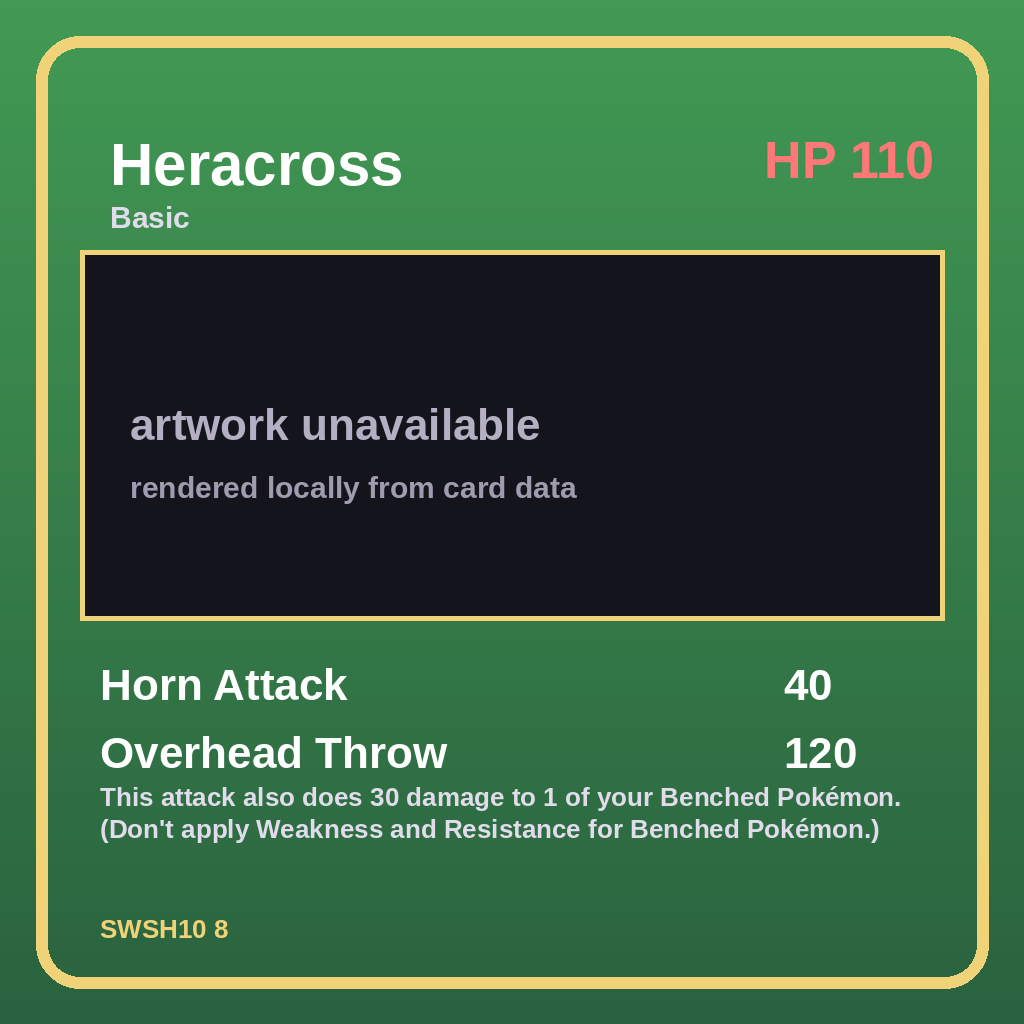 Heracross
HP 110
Basic
artwork unavailable
rendered locally from card data
Horn Attack 40
Overhead Throw 120
This attack also does 30 damage to 1 of your Benched Pokémon.
(Don't apply Weakness and Resistance for Benched Pokémon.)
SWSH10 8